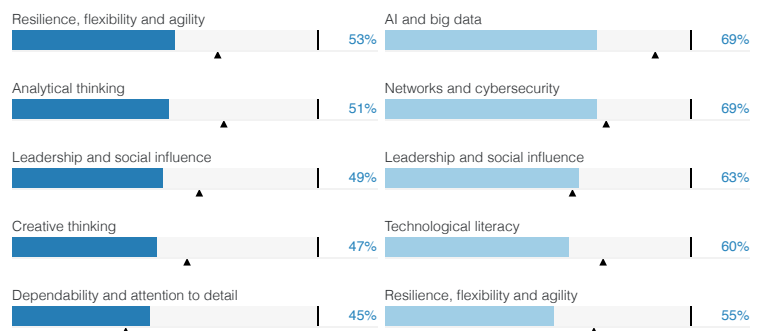 Resilience, flexibility and agility
53%
Analytical thinking
51%
Leadership and social influence
49%
Creative thinking
47%
Dependability and attention to detail
45%
AI and big data
69%
Networks and cybersecurity
69%
Leadership and social influence
63%
Technological literacy
60%
Resilience, flexibility and agility
55%